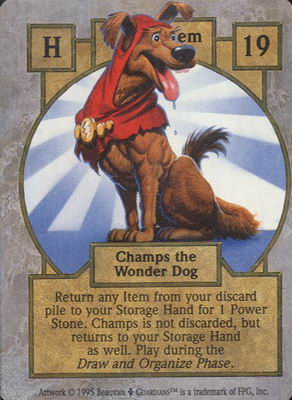 H
em
19
Champs the
Wonder Dog
Return any Item from your discard
pile to your Storage Hand for 1 Power
Stone. Champs is not discarded, but
returns to your Storage Hand
as well. Play during the
Draw and Organize Phase.
Artwork © 1995 Beauvais ❖ GUARDIANS™ is a trademark of FPG, Inc.